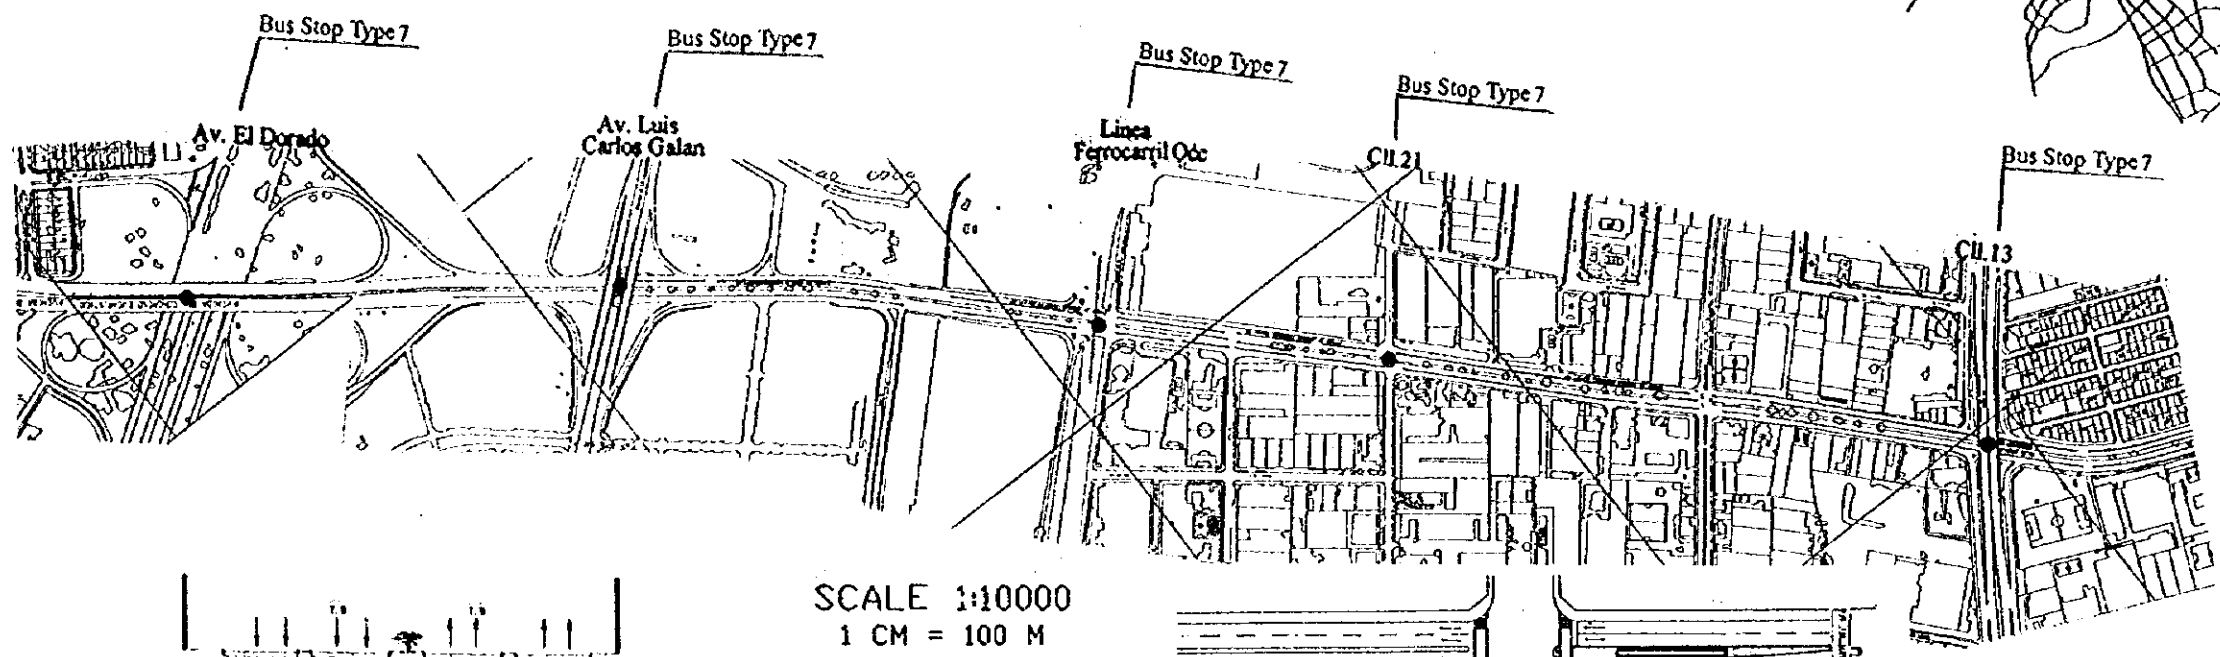 Bus Stop Type 7
Bus Stop Type 7
Bus Stop Type 7
Bus Stop Type 7
Bus Stop Type 7
Av. El Dorado
Av. Luis
Carlos Galan
Linea
Ferrocarril Occ
Cll.21
Cll.13
SCALE 1:10000
1 CM = 100 M